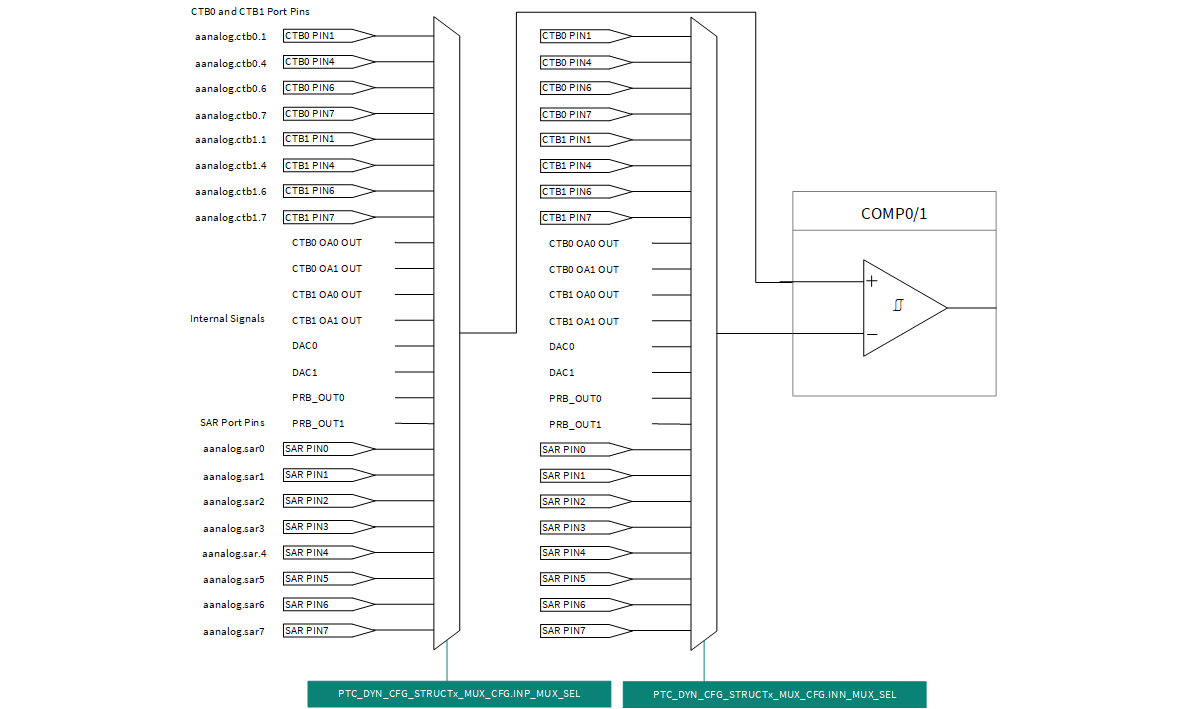 CTB0 and CTB1 Port Pins
aanalog.ctb0.1 CTB0 PIN1 CTB0 PIN1
aanalog.ctb0.4 CTB0 PIN4 CTB0 PIN4
aanalog.ctb0.6 CTB0 PIN6 CTB0 PIN6
aanalog.ctb0.7 CTB0 PIN7 CTB0 PIN7
aanalog.ctb1.1 CTB1 PIN1 CTB1 PIN1
aanalog.ctb1.4 CTB1 PIN4 CTB1 PIN4
aanalog.ctb1.6 CTB1 PIN6 CTB1 PIN6
aanalog.ctb1.7 CTB1 PIN7 CTB1 PIN7
COMP0/1
CTB0 OA0 OUT CTB0 OA0 OUT
CTB0 OA1 OUT CTB0 OA1 OUT
+
CTB1 OA0 OUT CTB1 OA0 OUT
Internal Signals CTB1 OA1 OUT CTB1 OA1 OUT
−
DAC0 DAC0
DAC1 DAC1
PRB_OUT0 PRB_OUT0
SAR Port Pins PRB_OUT1 PRB_OUT1
aanalog.sar0 SAR PIN0 SAR PIN0
aanalog.sar1 SAR PIN1 SAR PIN1
aanalog.sar2 SAR PIN2 SAR PIN2
aanalog.sar3 SAR PIN3 SAR PIN3
aanalog.sar.4 SAR PIN4 SAR PIN4
aanalog.sar5 SAR PIN5 SAR PIN5
aanalog.sar6 SAR PIN6 SAR PIN6
aanalog.sar7 SAR PIN7 SAR PIN7
PTC_DYN_CFG_STRUCTx_MUX_CFG.INP_MUX_SEL PTC_DYN_CFG_STRUCTx_MUX_CFG.INN_MUX_SEL